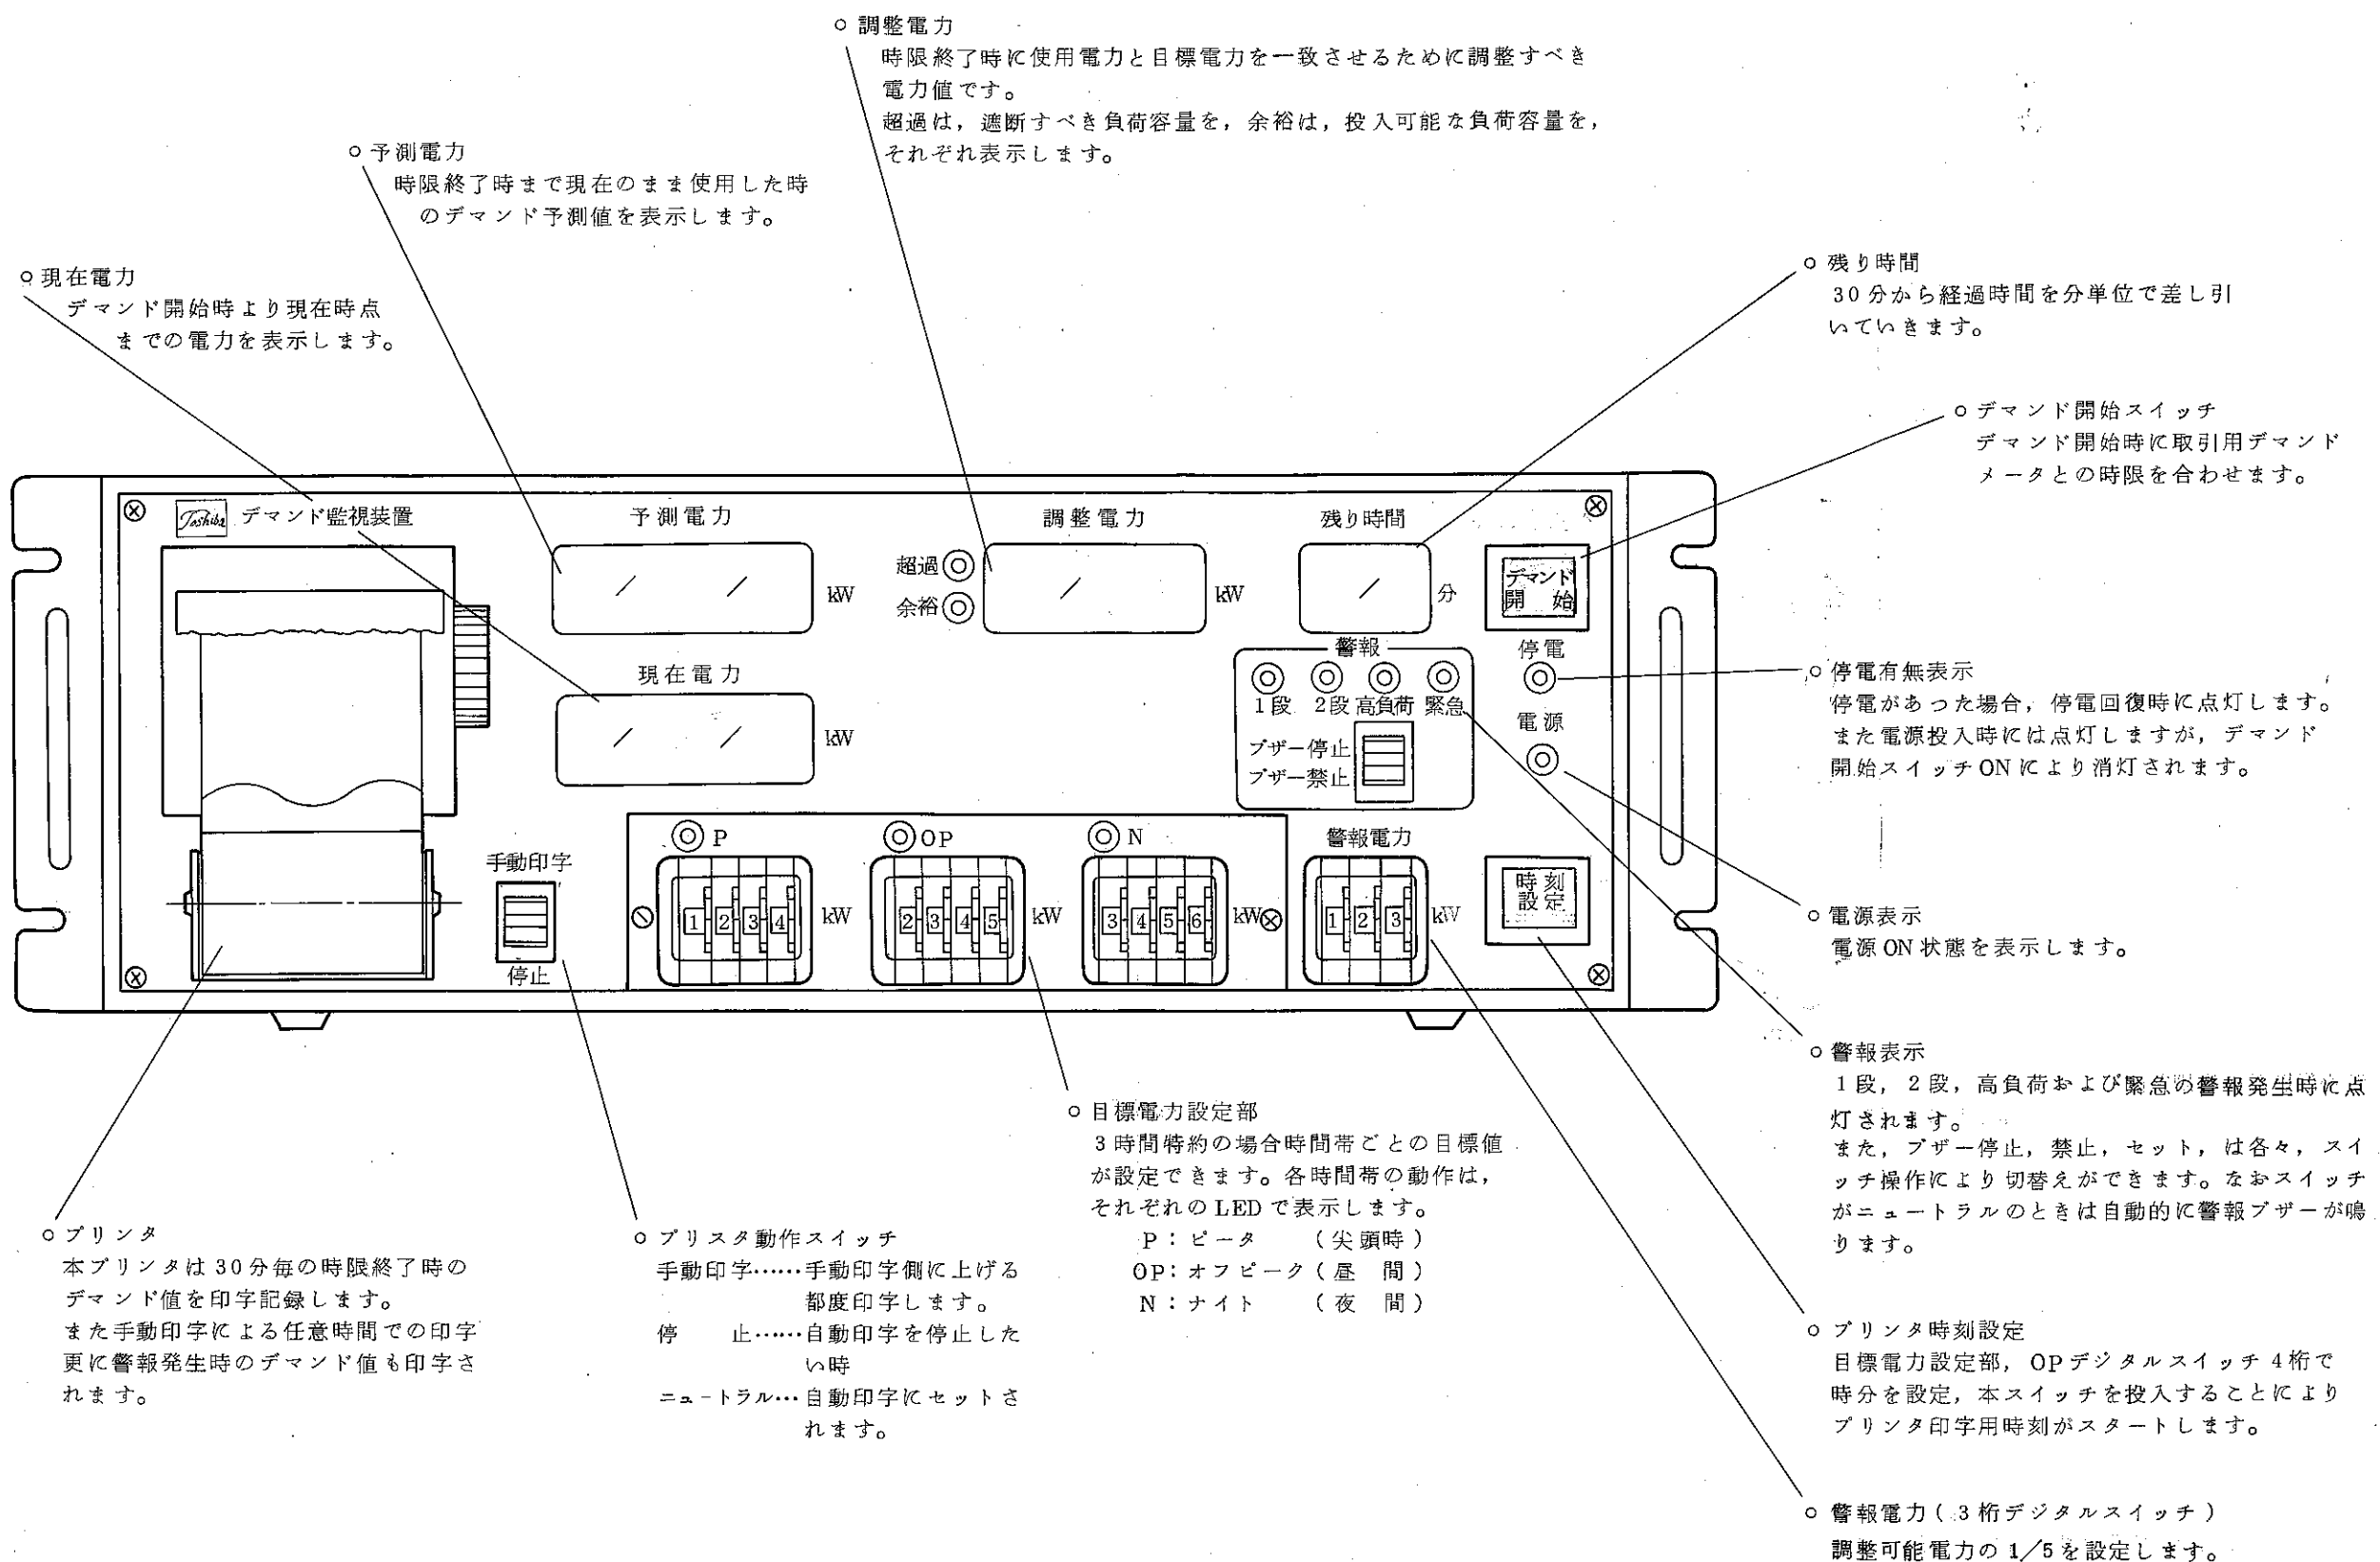 ○ 調整電力
時限終了時に使用電力と目標電力を一致させるために調整すべき
電力値です。
超過は，遮断すべき負荷容量を，余裕は，投入可能な負荷容量を，
それぞれ表示します。
○ 予測電力
時限終了時まで現在のまま使用した時
のデマンド予測値を表示します。
○ 現在電力
デマンド開始時より現在時点
までの電力を表示します。
○ 残り時間
30分から経過時間を分単位で差し引
いていきます。
○ デマンド開始スイッチ
デマンド開始時に取引用デマンド
メータとの時限を合わせます。
Toshiba デマンド監視装置
予測電力
kW
調整電力
超過
余裕
kW
残り時間
分
デマンド
開　始
現在電力
kW
警報
1段 2段 高負荷 緊急
ブザー停止
ブザー禁止
停電
電源
手動印字
停止
P
1 2 3 4 kW
OP
2 3 4 5 kW
N
3 4 5 6 kW
警報電力
1 2 3 kW
時刻
設定
○ 停電有無表示
停電があった場合，停電回復時に点灯します。
また電源投入時には点灯しますが，デマンド
開始スイッチONにより消灯されます。
○ 電源表示
電源ON状態を表示します。
○ 警報表示
1段，2段，高負荷および緊急の警報発生時に点
灯されます。
また，ブザー停止，禁止，セット，は各々，スイ
ッチ操作により切替えができます。なおスイッチ
がニュートラルのときは自動的に警報ブザーが鳴
ります。
○ プリンタ
本プリンタは30分毎の時限終了時の
デマンド値を印字記録します。
また手動印字による任意時間での印字
更に警報発生時のデマンド値も印字さ
れます。
○ プリスタ動作スイッチ
手動印字……手動印字側に上げる
都度印字します。
停　　止……自動印字を停止した
い時
ニュートラル…自動印字にセットさ
れます。
○ 目標電力設定部
3時間特約の場合時間帯ごとの目標値
が設定できます。各時間帯の動作は，
それぞれのLEDで表示します。
P：ピータ　（尖頭時）
OP：オフピーク（昼　間）
N：ナイト　（夜　間）
○ プリンタ時刻設定
目標電力設定部，OPデジタルスイッチ4桁で
時分を設定，本スイッチを投入することにより
プリンタ印字用時刻がスタートします。
○ 警報電力（3桁デジタルスイッチ）
調整可能電力の1/5を設定します。